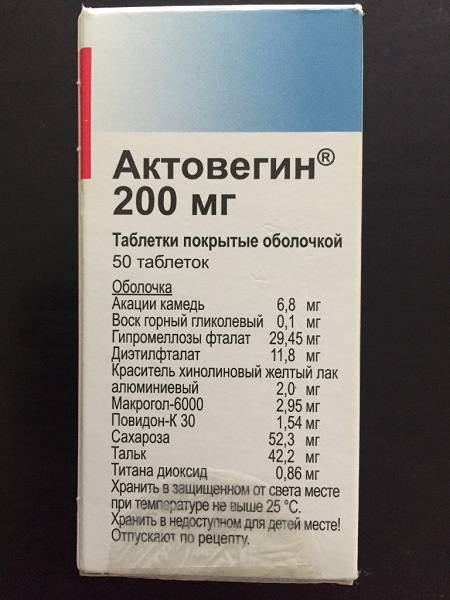 Актовегин®
200 мг
Таблетки покрытые оболочкой
50 таблеток
Оболочка
Акации камедь 6,8 мг
Воск горный гликолевый 0,1 мг
Гипромеллозы фталат 29,45 мг
Диэтилфталат 11,8 мг
Краситель хинолиновый желтый лак
алюминиевый 2,0 мг
Макрогол-6000 2,95 мг
Повидон-К 30 1,54 мг
Сахароза 52,3 мг
Тальк 42,2 мг
Титана диоксид 0,86 мг
Хранить в защищенном от света месте
при температуре не выше 25 °С.
Хранить в недоступном для детей месте!
Отпускают по рецепту.